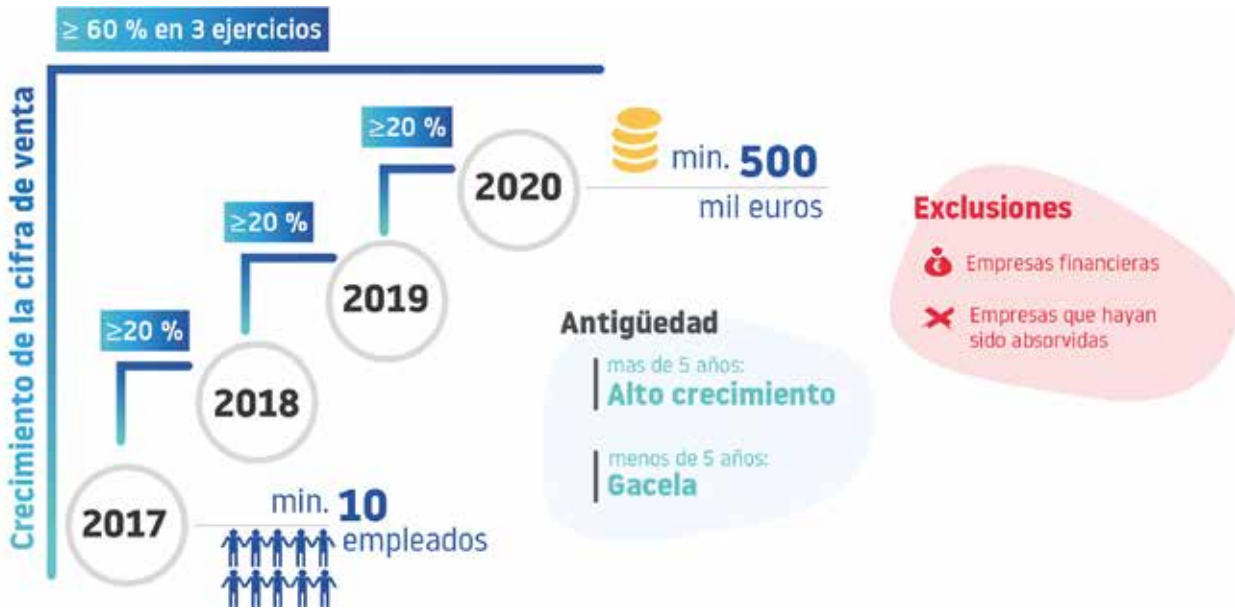 ≥ 60 % en 3 ejercicios
Crecimiento de la cifra de venta
≥20 %
2020
min. 500
mil euros
≥20 %
2019
≥20 %
2018
2017
min. 10
empleados
Antigüedad
mas de 5 años:
Alto crecimiento
menos de 5 años:
Gacela
Exclusiones
Empresas financieras
Empresas que hayan
sido absorvidas